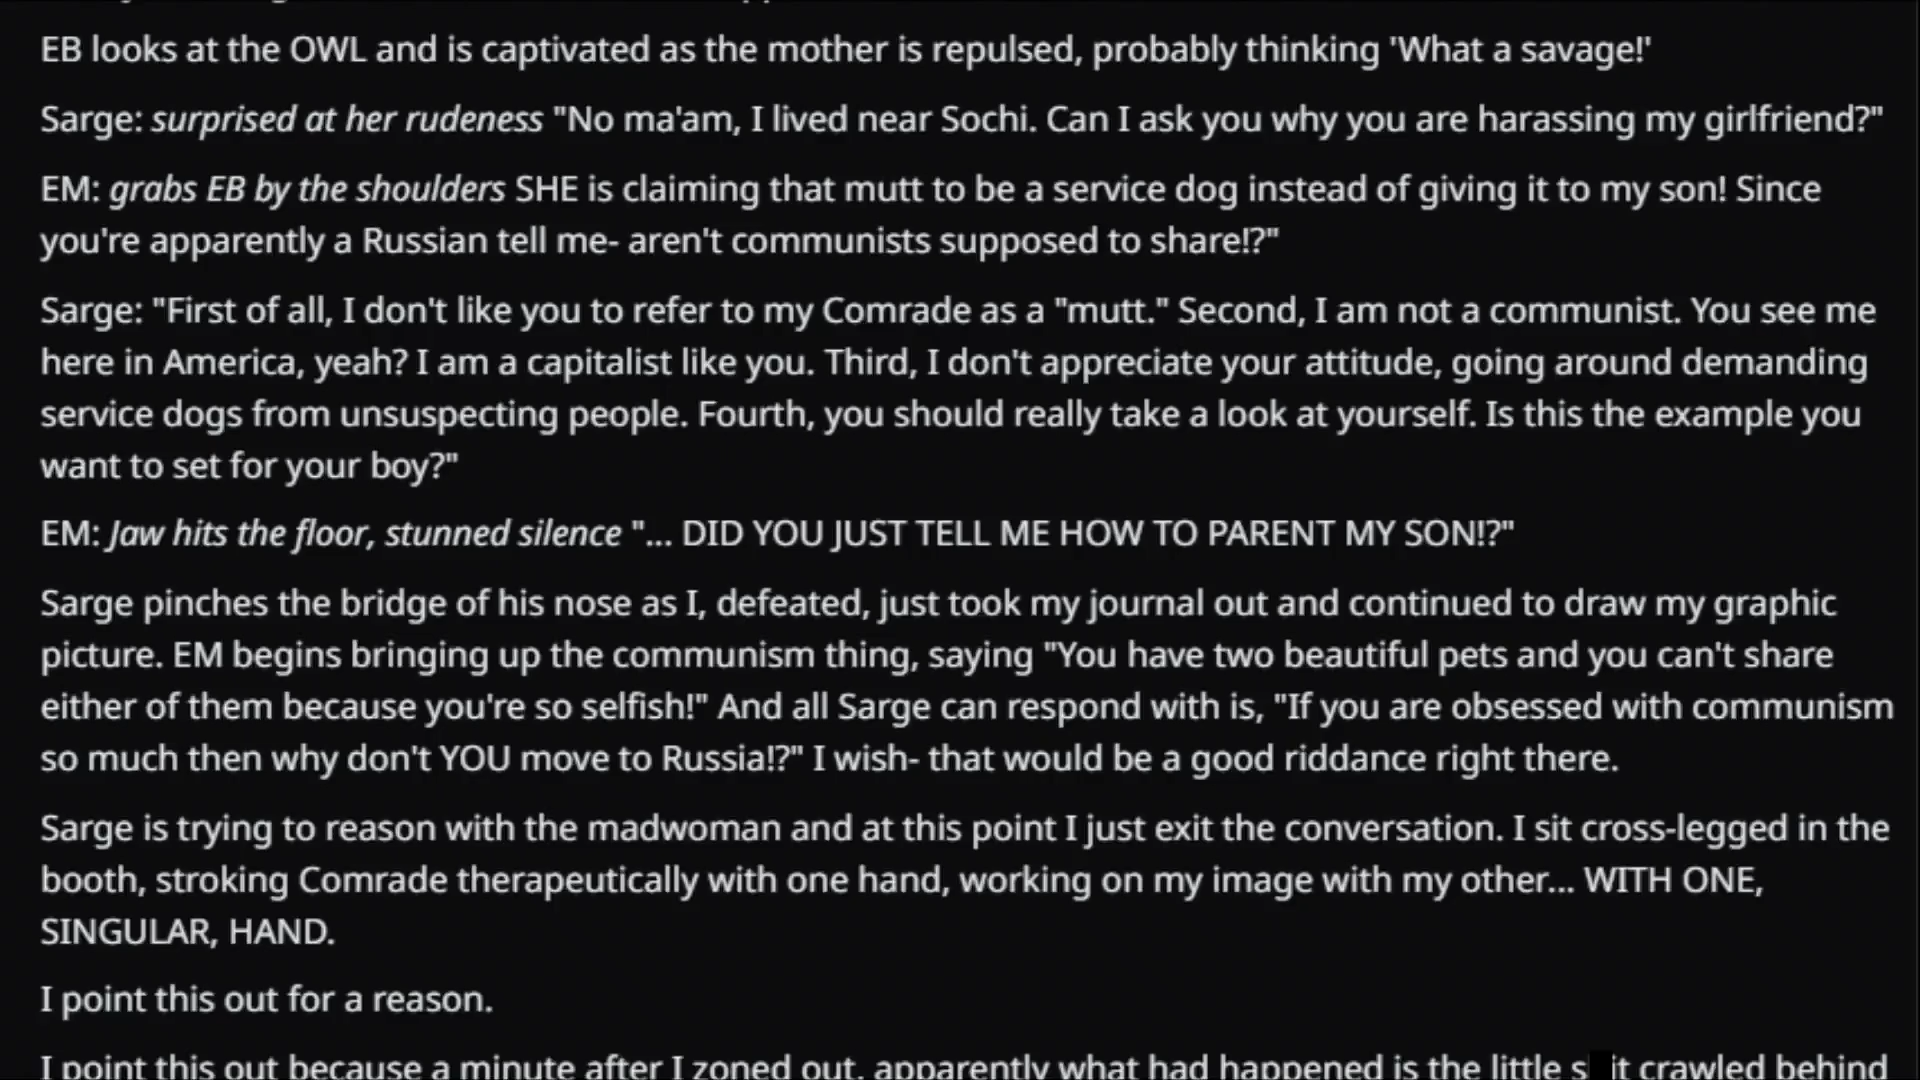 EB looks at the OWL and is captivated as the mother is repulsed, probably thinking 'What a savage!'
Sarge: surprised at her rudeness "No ma'am, I lived near Sochi. Can I ask you why you are harassing my girlfriend?"
EM: grabs EB by the shoulders SHE is claiming that mutt to be a service dog instead of giving it to my son! Since
you're apparently a Russian tell me- aren't communists supposed to share!?"
Sarge: "First of all, I don't like you to refer to my Comrade as a "mutt." Second, I am not a communist. You see me
here in America, yeah? I am a capitalist like you. Third, I don't appreciate your attitude, going around demanding
service dogs from unsuspecting people. Fourth, you should really take a look at yourself. Is this the example you
want to set for your boy?"
EM: Jaw hits the floor, stunned silence "... DID YOU JUST TELL ME HOW TO PARENT MY SON!?"
Sarge pinches the bridge of his nose as I, defeated, just took my journal out and continued to draw my graphic
picture. EM begins bringing up the communism thing, saying "You have two beautiful pets and you can't share
either of them because you're so selfish!" And all Sarge can respond with is, "If you are obsessed with communism
so much then why don't YOU move to Russia!?" I wish- that would be a good riddance right there.
Sarge is trying to reason with the madwoman and at this point I just exit the conversation. I sit cross-legged in the
booth, stroking Comrade therapeutically with one hand, working on my image with my other... WITH ONE,
SINGULAR, HAND.
I point this out for a reason.
I point this out because a minute after I zoned out, apparently what had happened is the little s it crawled behind